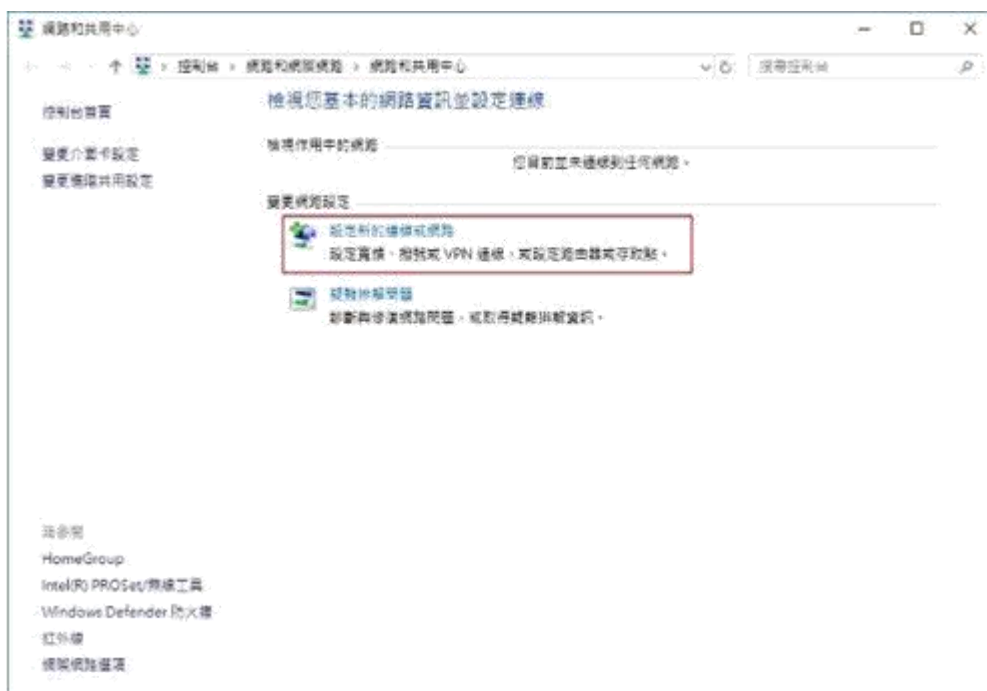 網路和共用中心
控制台 › 網路和網際網路 › 網路和共用中心
搜尋控制台
控制台首頁
變更介面卡設定
變更進階共用設定
檢視您基本的網路資訊並設定連線
檢視作用中的網路
您目前並未連線到任何網路。
變更網路設定
設定新的連線或網路
設定寬頻、撥號或 VPN 連線，或設定路由器或存取點。
疑難排解問題
診斷與修復網路問題，或取得疑難排解資訊。
請參閱
HomeGroup
Intel(R) PROSet/無線工具
Windows Defender 防火牆
紅外線
網際網路選項